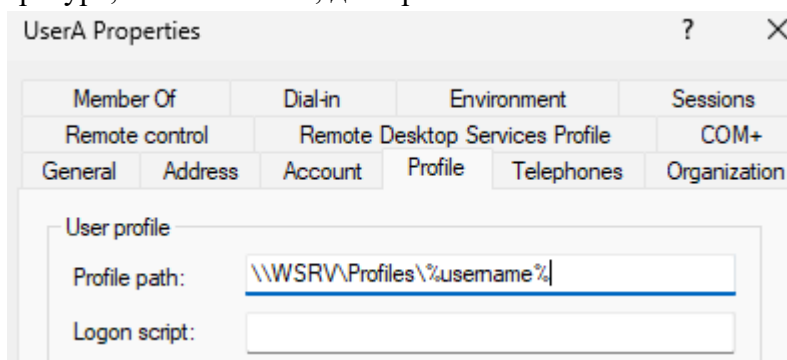 UserA Properties ? ×
Member Of Dial-in Environment Sessions
Remote control Remote Desktop Services Profile COM+
General Address Account Profile Telephones Organization
User profile
Profile path: \\WSRV\Profiles\%username%
Logon script: